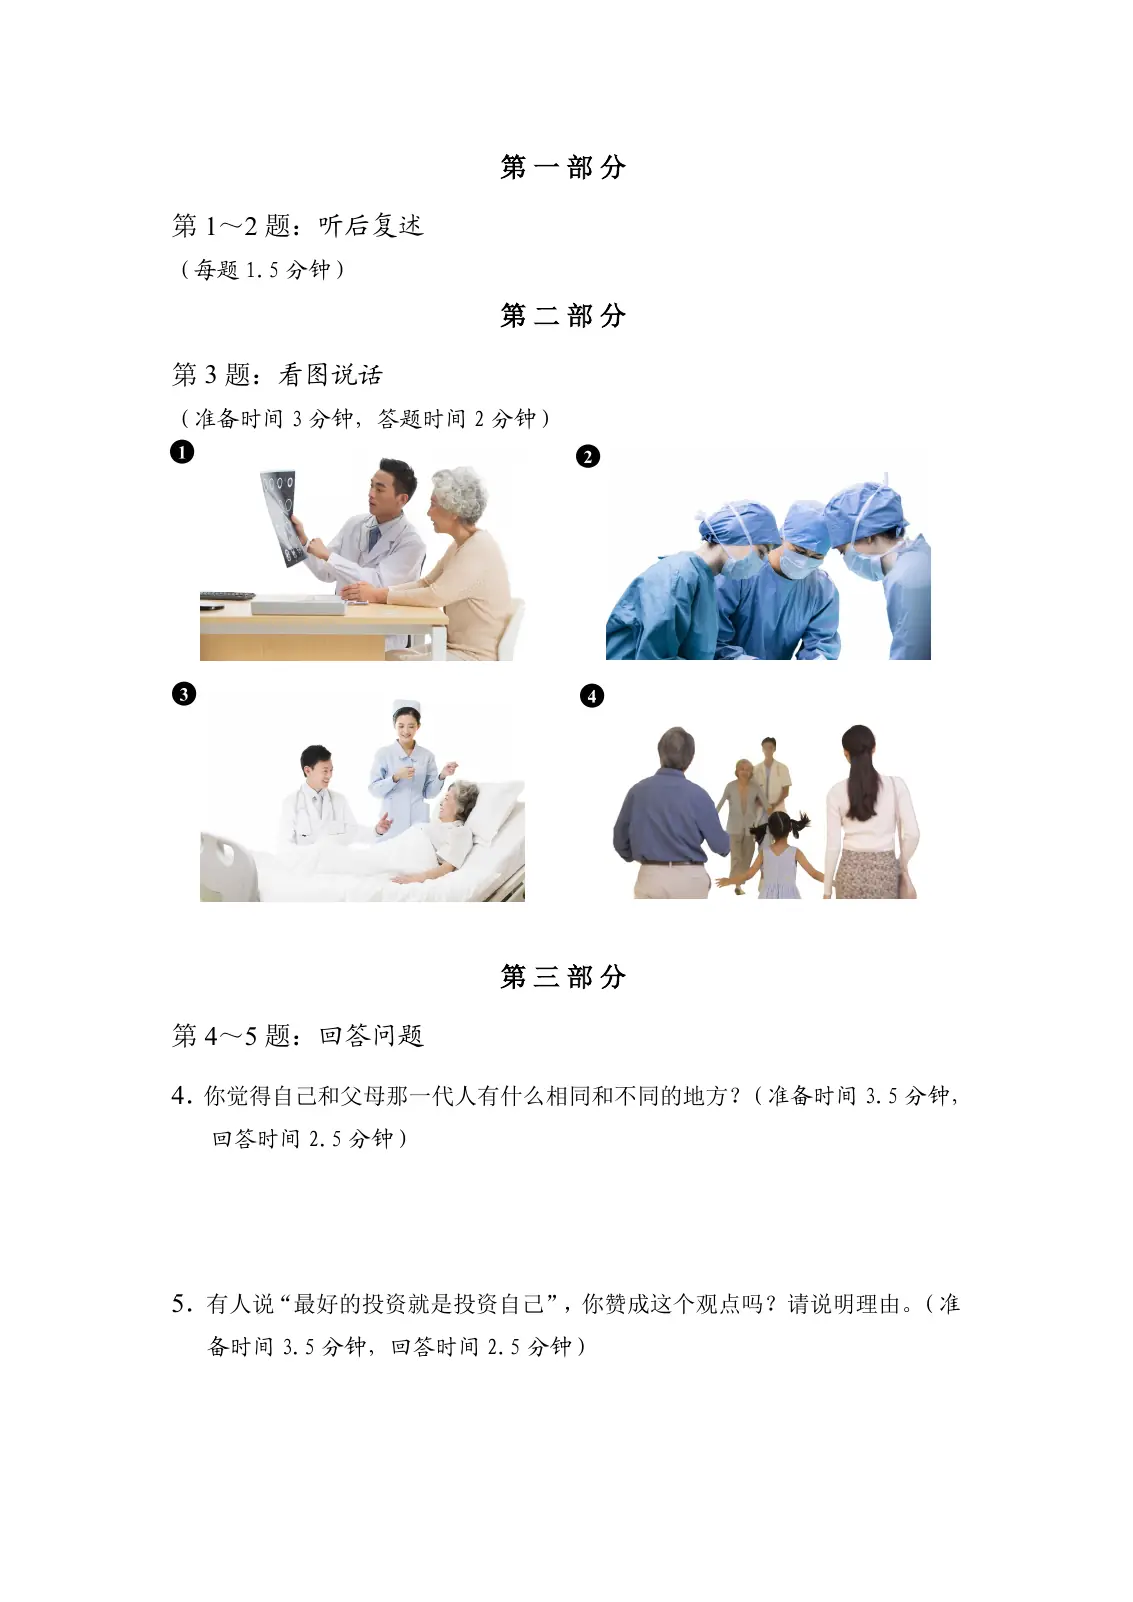 第一部分
第 1～2 题：听后复述
（每题 1.5 分钟）
第二部分
第 3 题：看图说话
（准备时间 3 分钟，答题时间 2 分钟）
1
2
3
4
第三部分
第 4～5 题：回答问题
4. 你觉得自己和父母那一代人有什么相同和不同的地方？（准备时间 3.5 分钟，
回答时间 2.5 分钟）
5. 有人说“最好的投资就是投资自己”，你赞成这个观点吗？请说明理由。（准
备时间 3.5 分钟，回答时间 2.5 分钟）